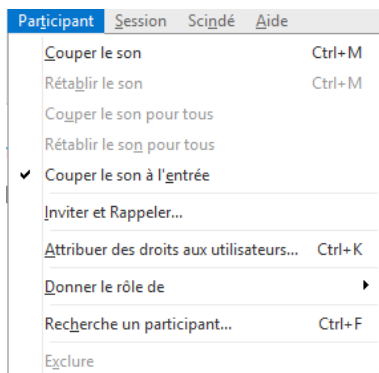 Participant Session Scindé Aide
Couper le son Ctrl+M
Rétablir le son Ctrl+M
Couper le son pour tous
Rétablir le son pour tous
Couper le son à l'entrée
Inviter et Rappeler...
Attribuer des droits aux utilisateurs... Ctrl+K
Donner le rôle de
Recherche un participant... Ctrl+F
Exclure